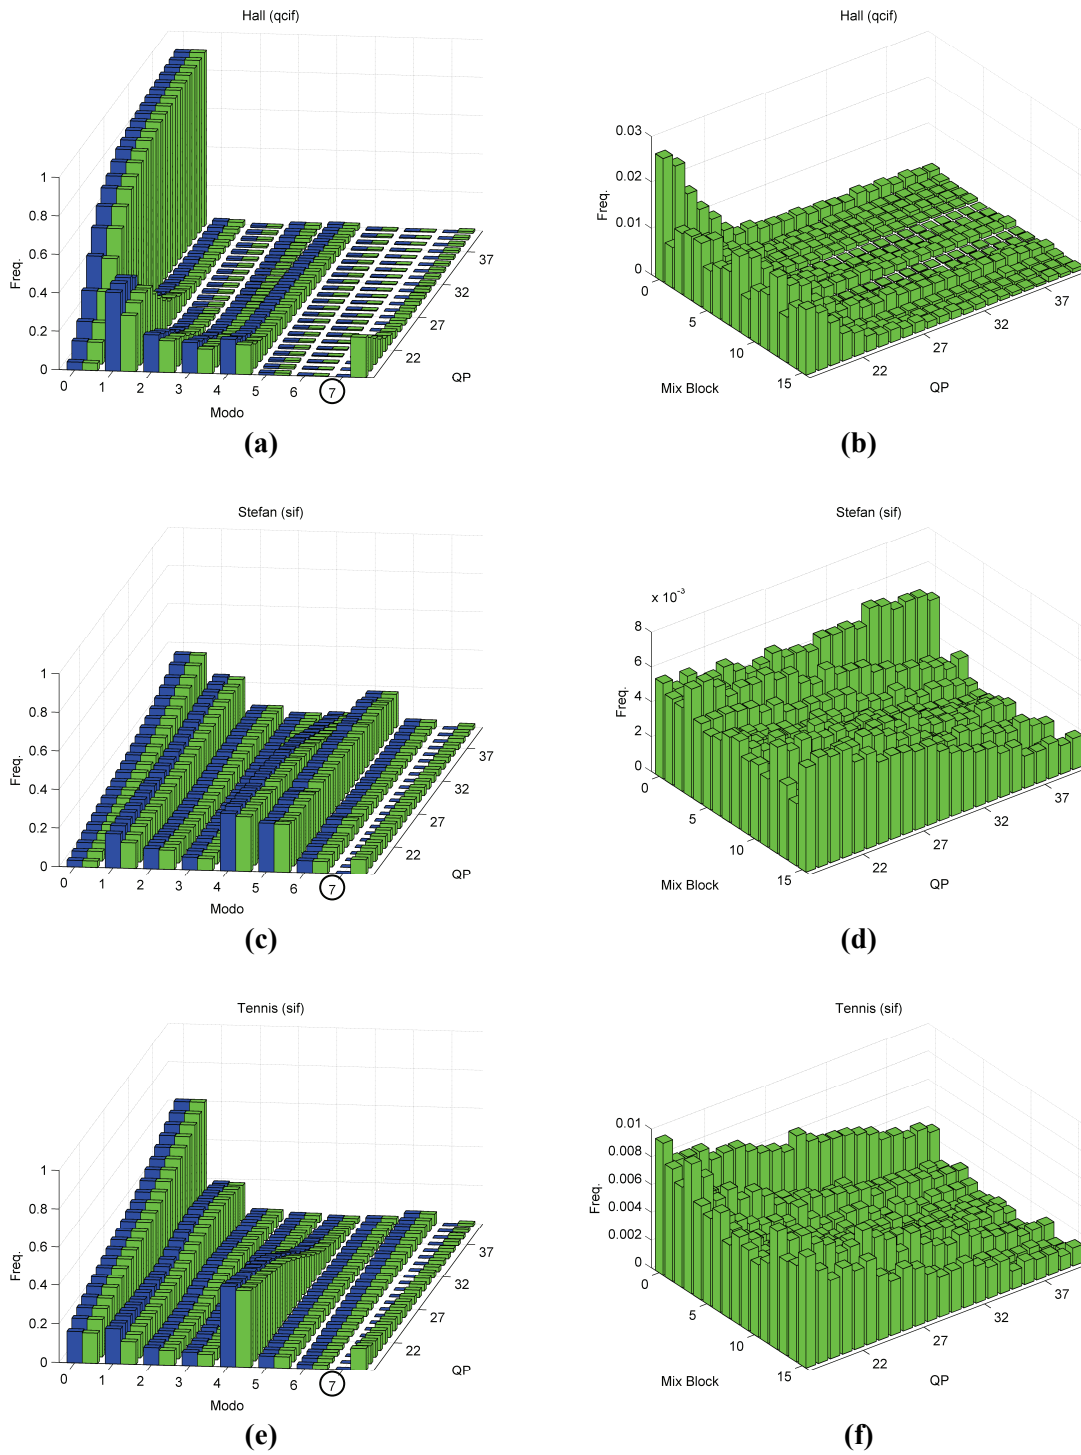 Hall (qcif)
1
0.8
0.6
0.4
0.2
0
Freq.
0 1 2 3 4 5 6 7
Modo
22 27 32 37
QP
(a)
Hall (qcif)
0.03
0.02
0.01
0
Freq.
0 5 10 15
Mix Block
22 27 32 37
QP
(b)
Stefan (sif)
1
0.8
0.6
0.4
0.2
0
Freq.
0 1 2 3 4 5 6 7
Modo
22 27 32 37
QP
(c)
Stefan (sif)
x 10⁻³
8
6
4
2
0
Freq.
0 5 10 15
Mix Block
22 27 32 37
QP
(d)
Tennis (sif)
1
0.8
0.6
0.4
0.2
0
Freq.
0 1 2 3 4 5 6 7
Modo
22 27 32 37
QP
(e)
Tennis (sif)
0.01
0.008
0.006
0.004
0.002
0
Freq.
0 5 10 15
Mix Block
22 27 32 37
QP
(f)